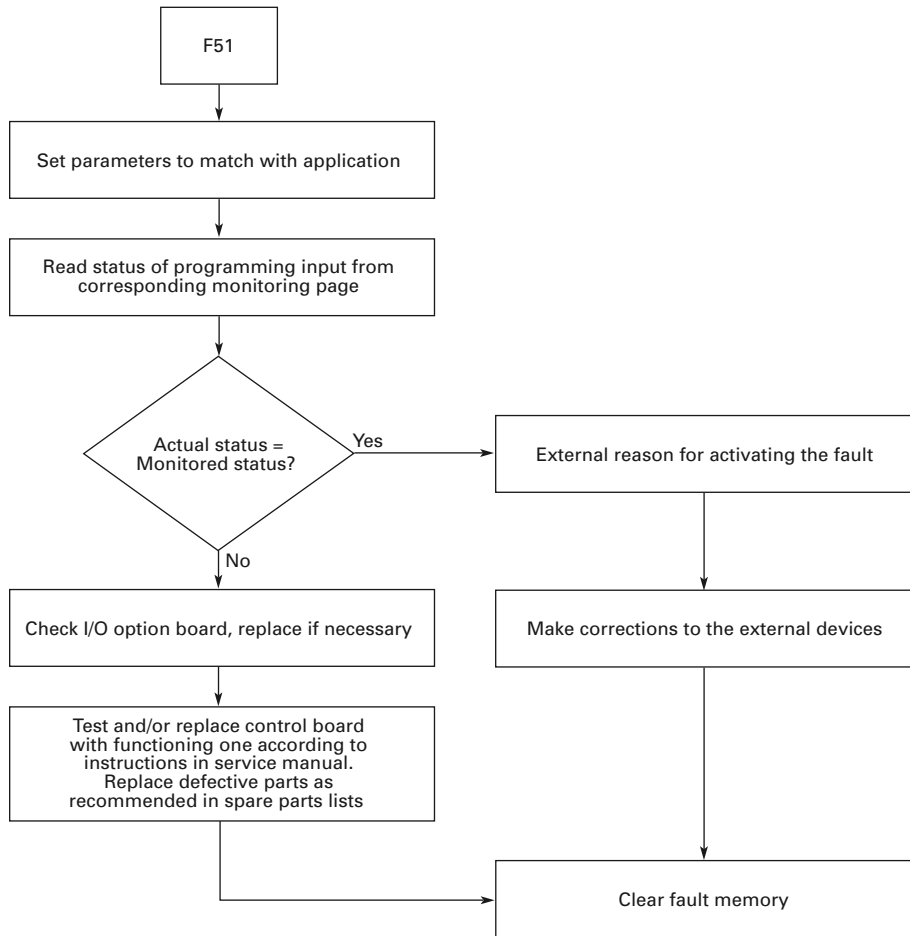 F51
Set parameters to match with application
Read status of programming input from
corresponding monitoring page
Actual status =
Monitored status?
Yes
External reason for activating the fault
No
Check I/O option board, replace if necessary
Make corrections to the external devices
Test and/or replace control board
with functioning one according to
instructions in service manual.
Replace defective parts as
recommended in spare parts lists
Clear fault memory